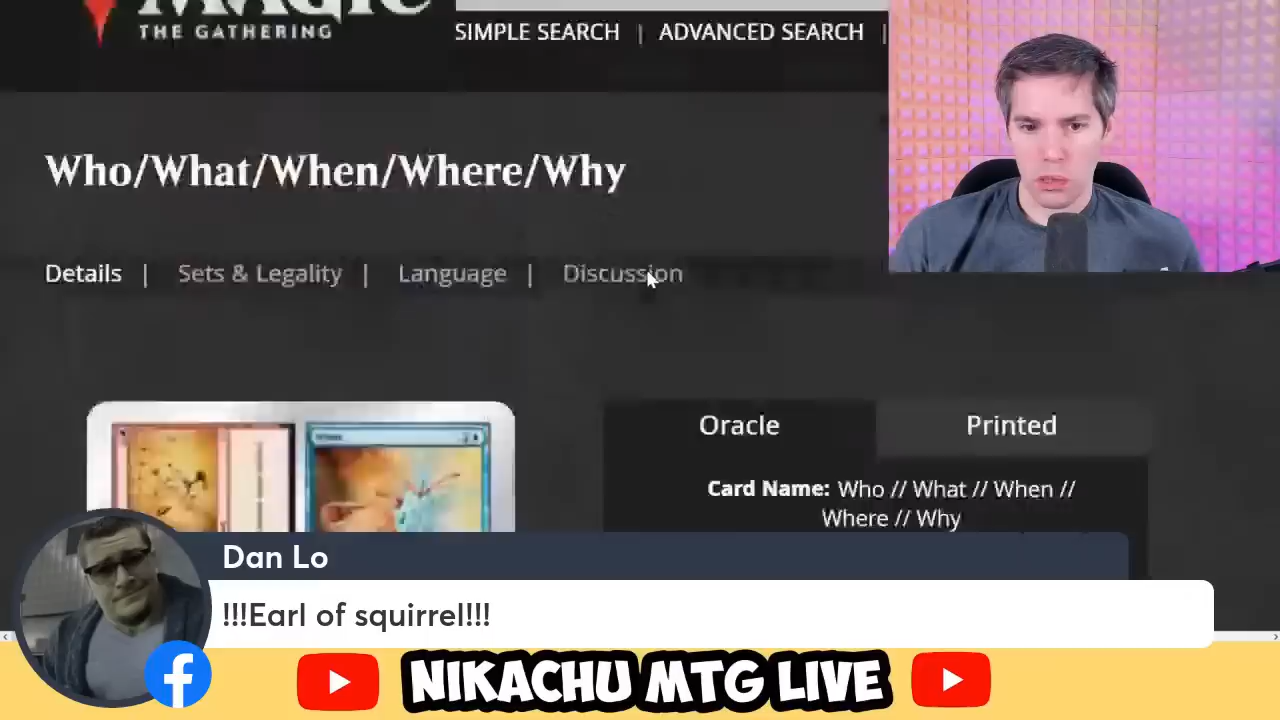 MAGIC
THE GATHERING
SIMPLE SEARCH | ADVANCED SEARCH |
Who/What/When/Where/Why
Details | Sets & Legality | Language | Discussion
Oracle
Printed
Card Name: Who // What // When //
Where // Why
Dan Lo
!!!Earl of squirrel!!!
NIKACHU MTG LIVE